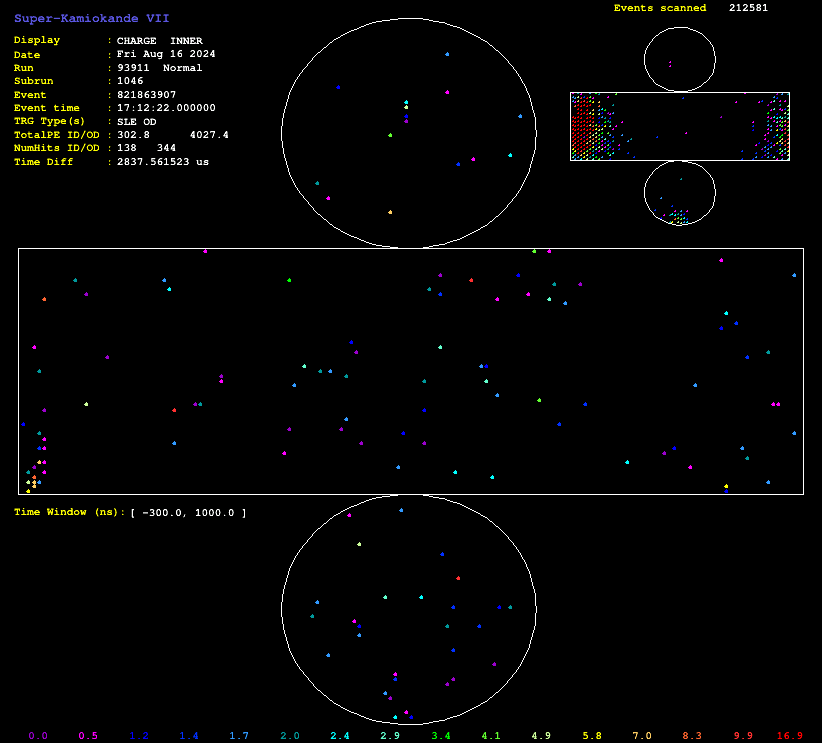 Super-Kamiokande VII
Events scanned 212581
Display : CHARGE INNER
Date : Fri Aug 16 2024
Run : 93911 Normal
Subrun : 1046
Event : 821863907
Event time : 17:12:22.000000
TRG Type(s) : SLE OD
TotalPE ID/OD : 302.8 4027.4
NumHits ID/OD : 138 344
Time Diff : 2837.561523 us
Time Window (ns): [ -300.0, 1000.0 ]
0.0 0.5 1.2 1.4 1.7 2.0 2.4 2.9 3.4 4.1 4.9 5.8 7.0 8.3 9.9 16.9